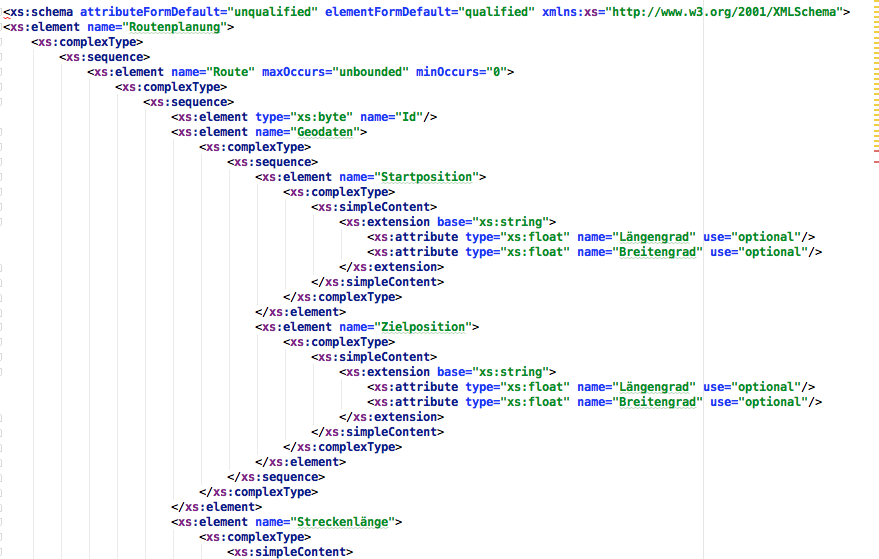 <xs:schema attributeFormDefault="unqualified" elementFormDefault="qualified" xmlns:xs="http://www.w3.org/2001/XMLSchema">
<xs:element name="Routenplanung">
<xs:complexType>
<xs:sequence>
<xs:element name="Route" maxOccurs="unbounded" minOccurs="0">
<xs:complexType>
<xs:sequence>
<xs:element type="xs:byte" name="Id"/>
<xs:element name="Geodaten">
<xs:complexType>
<xs:sequence>
<xs:element name="Startposition">
<xs:complexType>
<xs:simpleContent>
<xs:extension base="xs:string">
<xs:attribute type="xs:float" name="Längengrad" use="optional"/>
<xs:attribute type="xs:float" name="Breitengrad" use="optional"/>
</xs:extension>
</xs:simpleContent>
</xs:complexType>
</xs:element>
<xs:element name="Zielposition">
<xs:complexType>
<xs:simpleContent>
<xs:extension base="xs:string">
<xs:attribute type="xs:float" name="Längengrad" use="optional"/>
<xs:attribute type="xs:float" name="Breitengrad" use="optional"/>
</xs:extension>
</xs:simpleContent>
</xs:complexType>
</xs:element>
</xs:sequence>
</xs:complexType>
</xs:element>
<xs:element name="Streckenlänge">
<xs:complexType>
<xs:simpleContent>